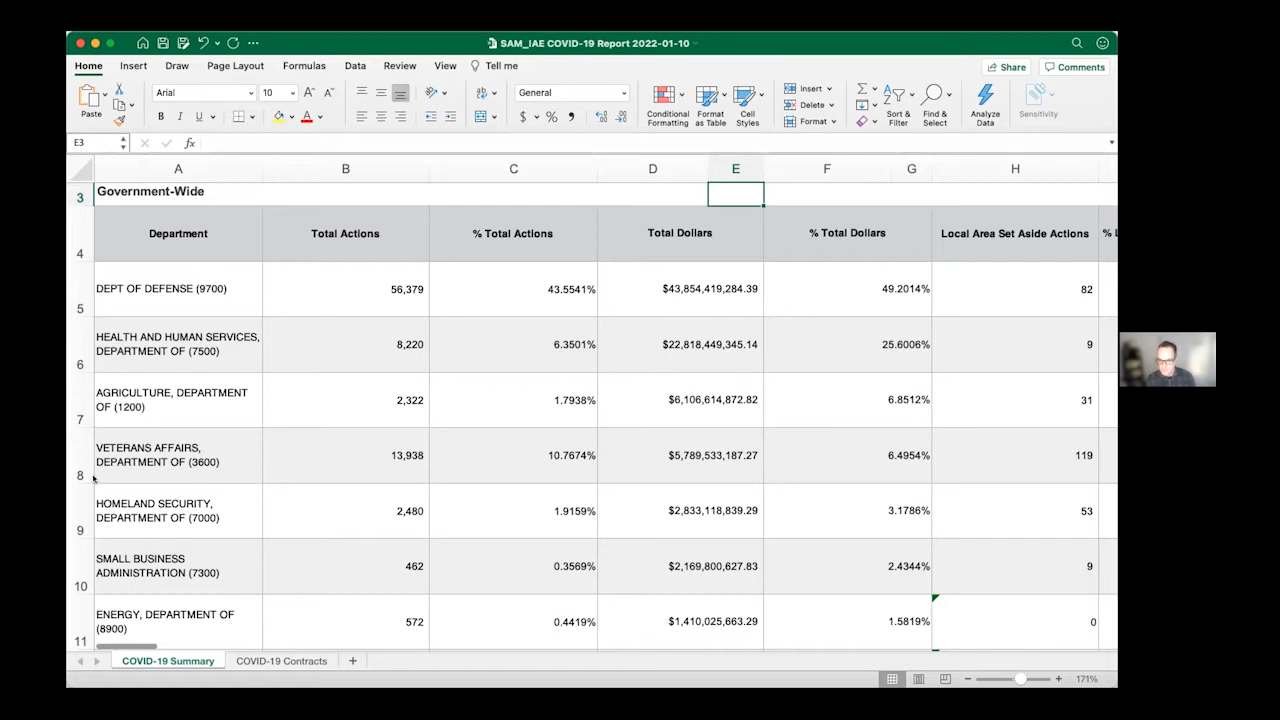 SAM_IAE COVID-19 Report 2022-01-10
Home Insert Draw Page Layout Formulas Data Review View Tell me Share Comments
Paste Arial 10 A^ Aˇ General Conditional Formatting Format as Table Cell Styles Insert Delete Format Sort & Filter Find & Select Analyze Data Sensitivity
B I U A $ % ,
E3 fx
A B C D E F G H
3 Government-Wide
4 Department Total Actions % Total Actions Total Dollars % Total Dollars Local Area Set Aside Actions % L
5 DEPT OF DEFENSE (9700) 56,379 43.5541% $43,854,419,284.39 49.2014% 82
6 HEALTH AND HUMAN SERVICES, DEPARTMENT OF (7500) 8,220 6.3501% $22,818,449,345.14 25.6006% 9
7 AGRICULTURE, DEPARTMENT OF (1200) 2,322 1.7938% $6,106,614,872.82 6.8512% 31
8 VETERANS AFFAIRS, DEPARTMENT OF (3600) 13,938 10.7674% $5,789,533,187.27 6.4954% 119
9 HOMELAND SECURITY, DEPARTMENT OF (7000) 2,480 1.9159% $2,833,118,839.29 3.1786% 53
10 SMALL BUSINESS ADMINISTRATION (7300) 462 0.3569% $2,169,800,627.83 2.4344% 9
11 ENERGY, DEPARTMENT OF (8900) 572 0.4419% $1,410,025,663.29 1.5819% 0
COVID-19 Summary COVID-19 Contracts +
171%